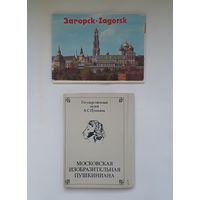 Загорск·Zagorsk
Государственный
музей
А.С.Пушкина
МОСКОВСКАЯ
ИЗОБРАЗИТЕЛЬНАЯ
ПУШКИНИАНА